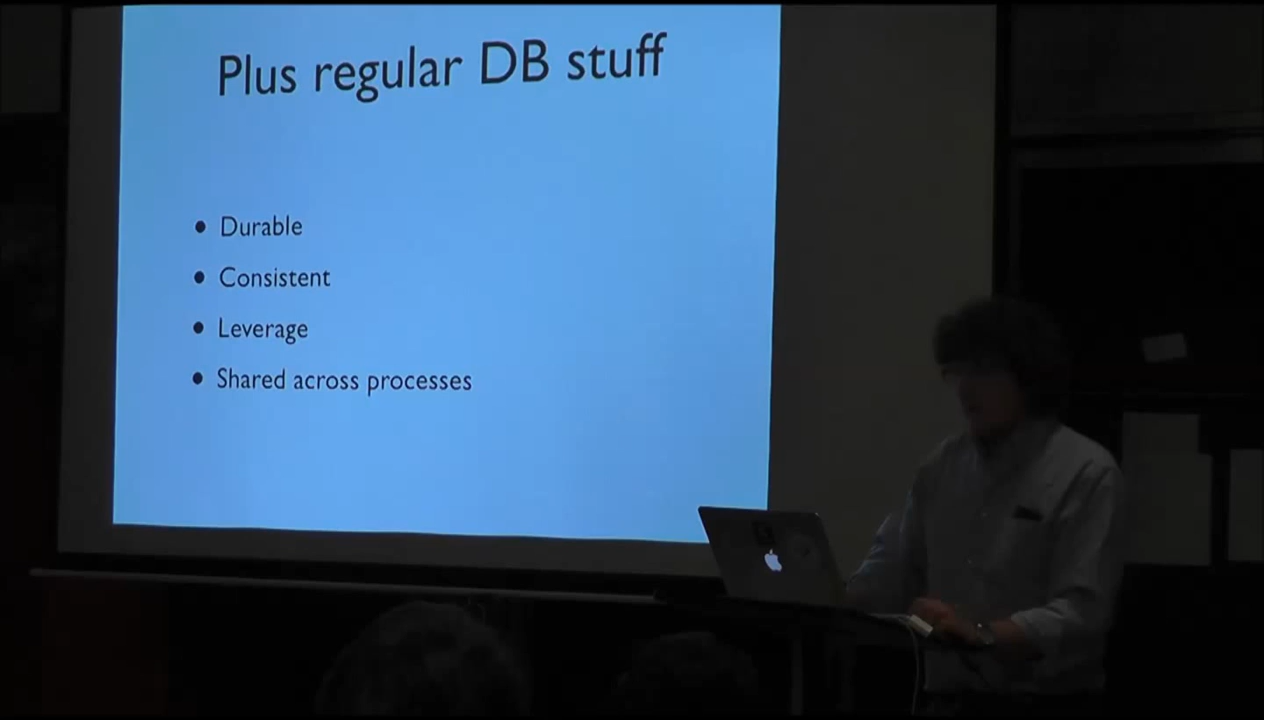 Plus regular DB stuff
• Durable
• Consistent
• Leverage
• Shared across processes